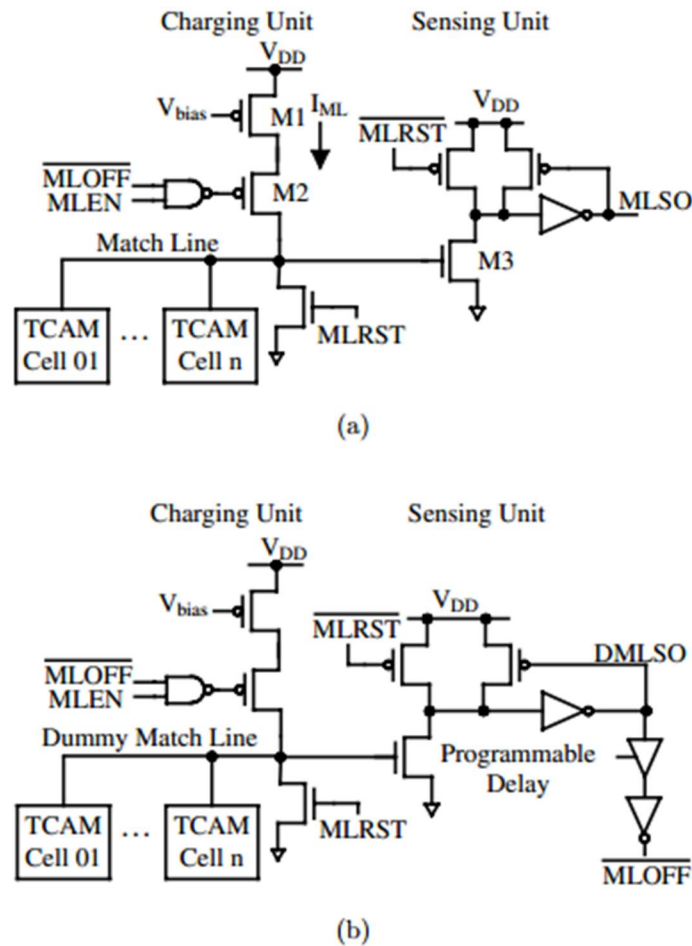 Charging Unit
Sensing Unit
VDD
Vbias
M1
IML
VDD
MLRST
MLOFF
MLEN
M2
MLSO
Match Line
M3
TCAM
Cell 01
...
TCAM
Cell n
MLRST
(a)
Charging Unit
Sensing Unit
VDD
Vbias
VDD
MLRST
MLOFF
MLEN
DMLSO
Dummy Match Line
Programmable
Delay
TCAM
Cell 01
...
TCAM
Cell n
MLRST
MLOFF
(b)